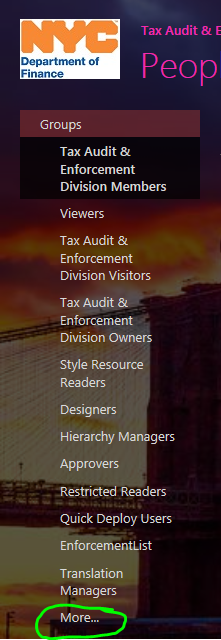 NYC
Department of
Finance
Tax Audit & E
Peop
Groups
Tax Audit &
Enforcement
Division Members
Viewers
Tax Audit &
Enforcement
Division Visitors
Tax Audit &
Enforcement
Division Owners
Style Resource
Readers
Designers
Hierarchy Managers
Approvers
Restricted Readers
Quick Deploy Users
EnforcementList
Translation
Managers
More...